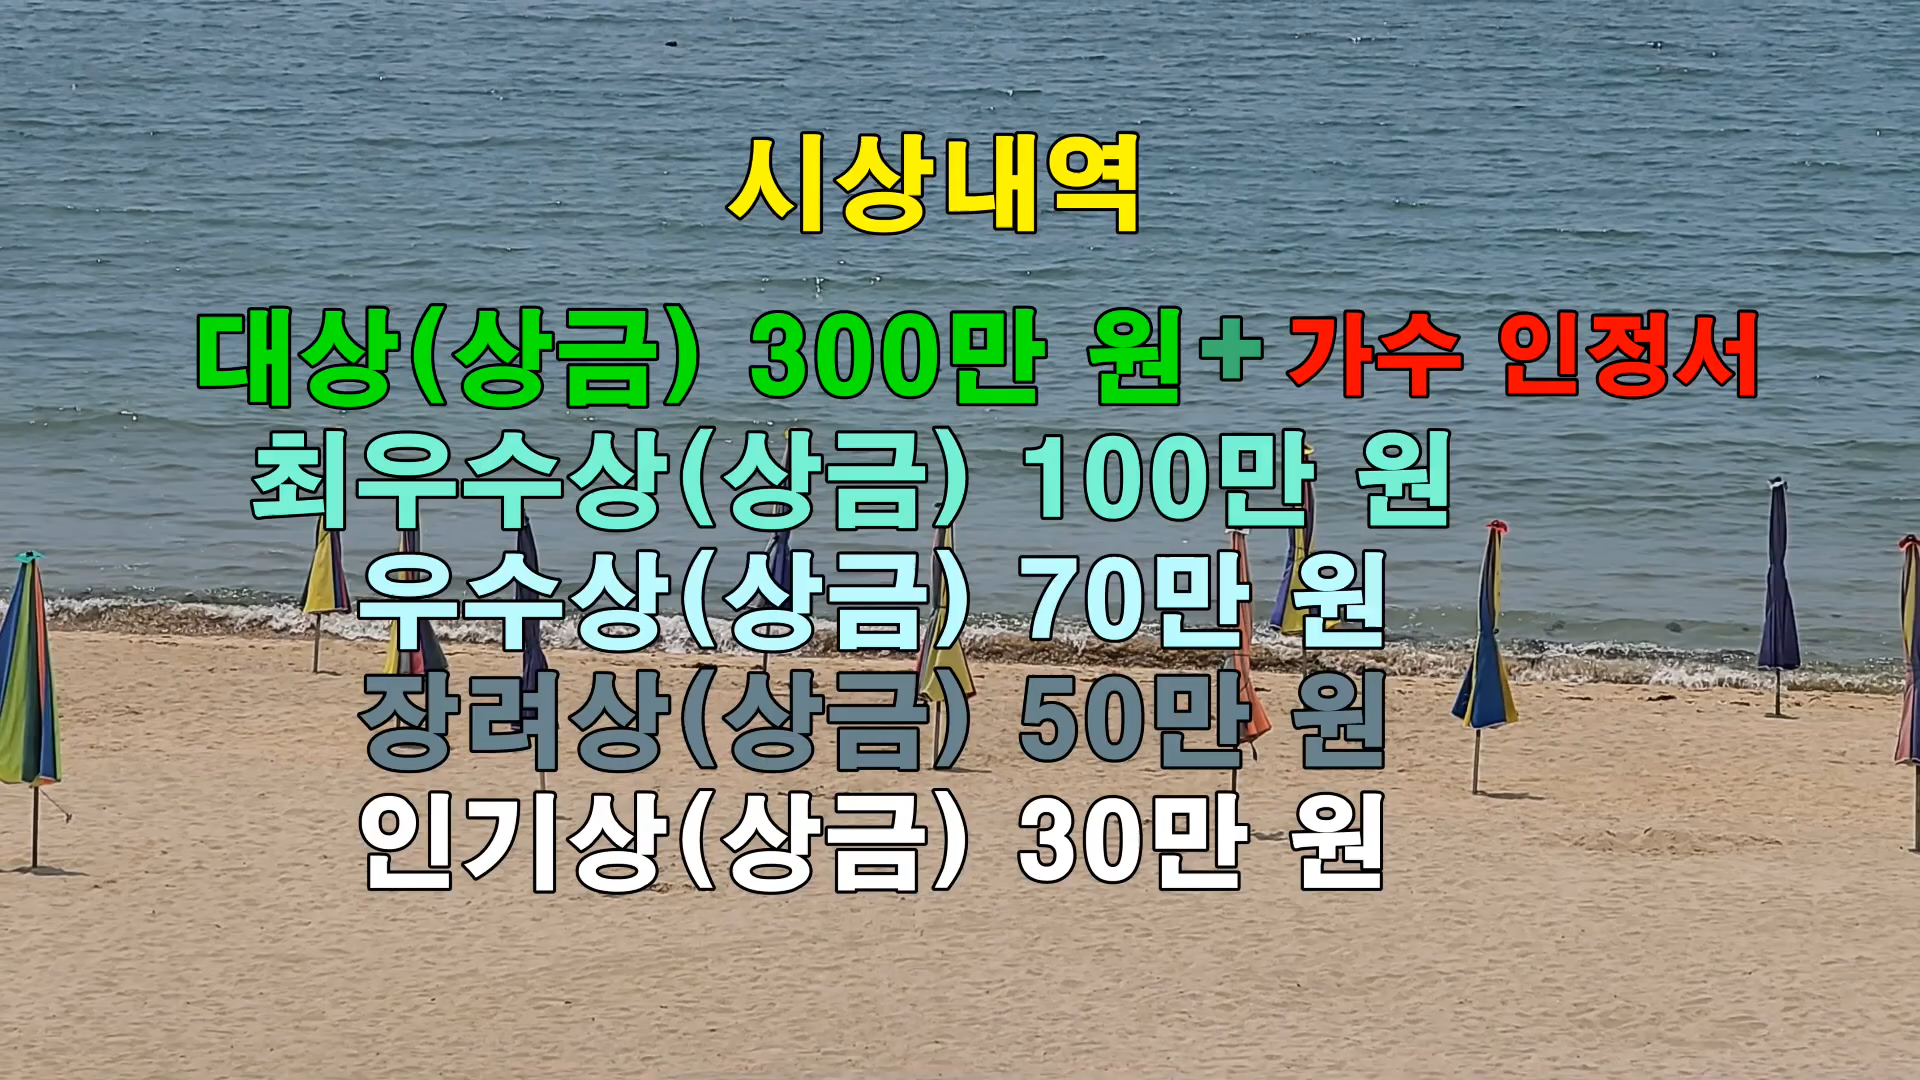 시상내역
대상(상금) 300만 원+ 가수 인정서
최우수상(상금) 100만 원
우수상(상금) 70만 원
장려상(상금) 50만 원
인기상(상금) 30만 원